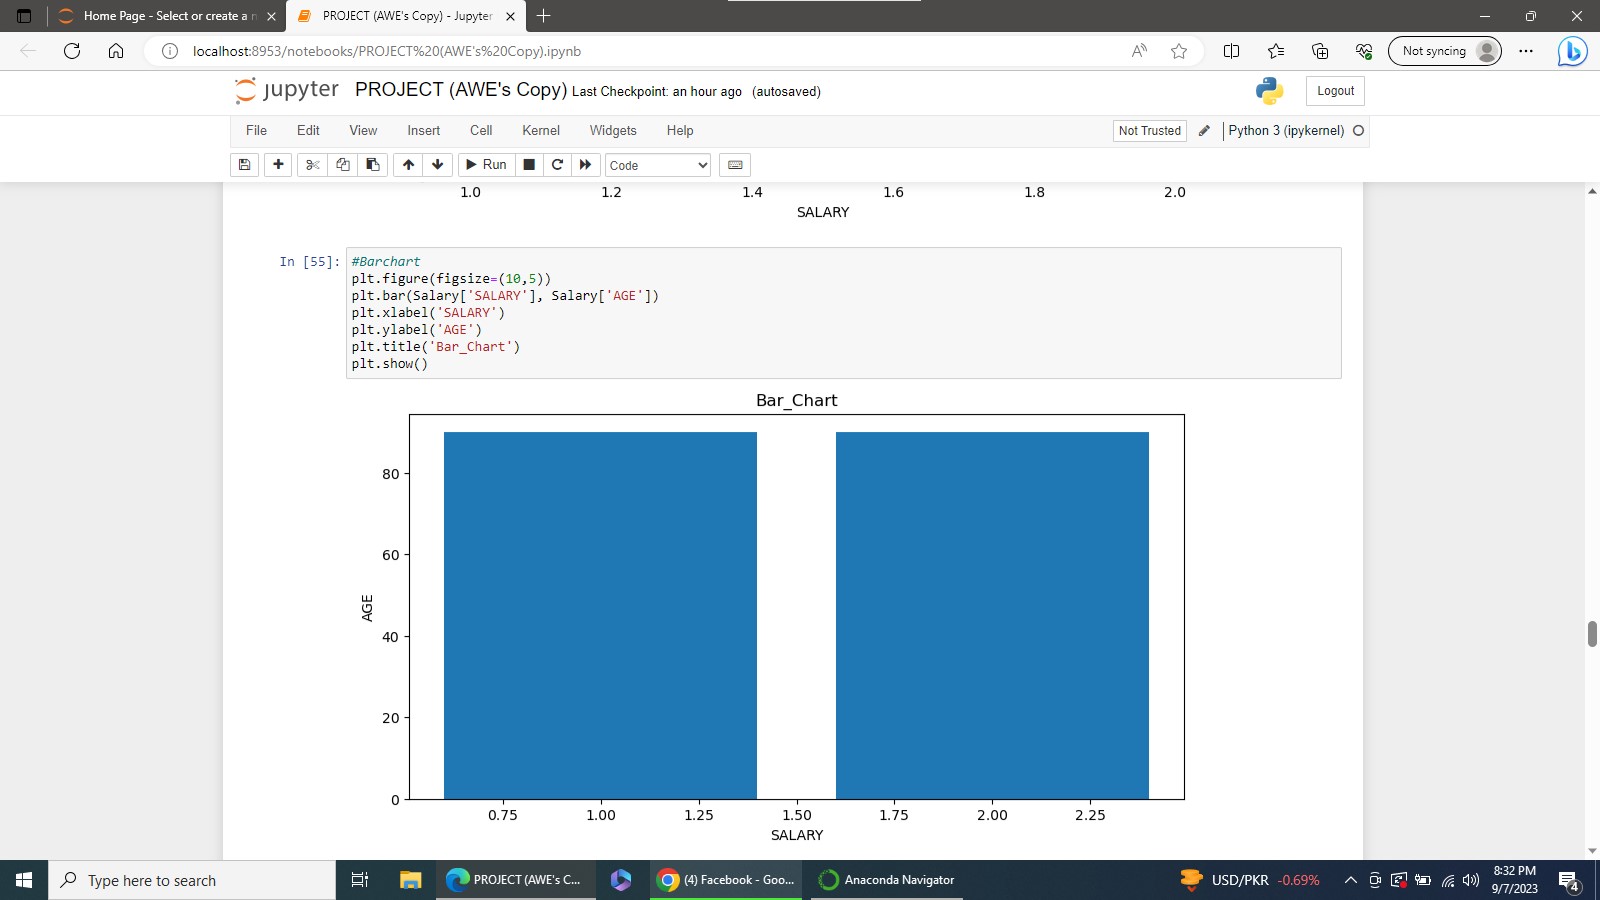 Home Page - Select or create a n
PROJECT (AWE's Copy) - Jupyter
localhost:8953/notebooks/PROJECT%20(AWE's%20Copy).ipynb
Not syncing
jupyter PROJECT (AWE's Copy) Last Checkpoint: an hour ago (autosaved)
Logout
File Edit View Insert Cell Kernel Widgets Help
Not Trusted
Python 3 (ipykernel)
Run
Code
1.0 1.2 1.4 1.6 1.8 2.0
SALARY
In [55]:
#Barchart
plt.figure(figsize=(10,5))
plt.bar(Salary['SALARY'], Salary['AGE'])
plt.xlabel('SALARY')
plt.ylabel('AGE')
plt.title('Bar_Chart')
plt.show()
Bar_Chart
80
60
AGE
40
20
0
0.75 1.00 1.25 1.50 1.75 2.00 2.25
SALARY
Type here to search
PROJECT (AWE's C...
(4) Facebook - Goo...
Anaconda Navigator
USD/PKR -0.69%
8:32 PM
9/7/2023
4